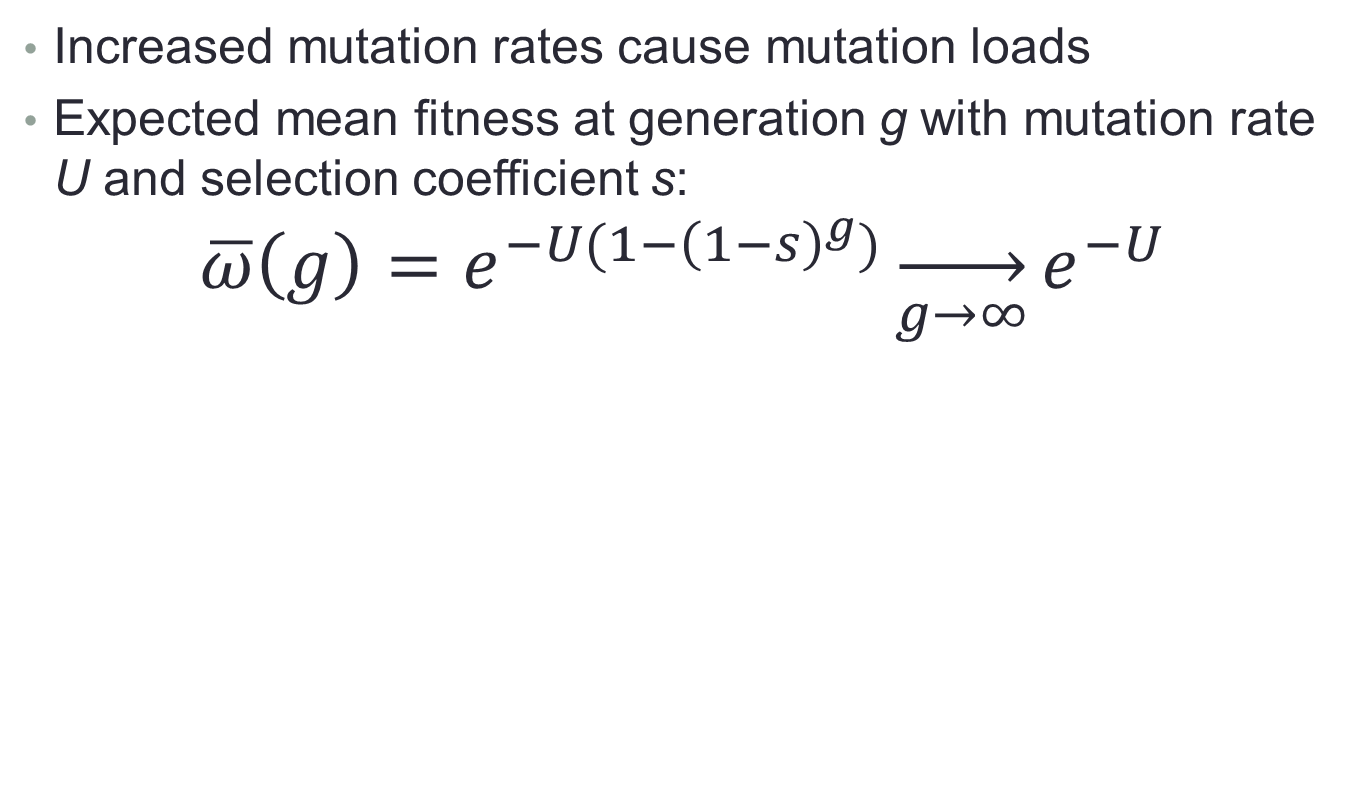 • Increased mutation rates cause mutation loads
• Expected mean fitness at generation g with mutation rate
U and selection coefficient s:
ω̅(g) = e^{−U(1−(1−s)^g)} ⟶_{g→∞} e^{−U}